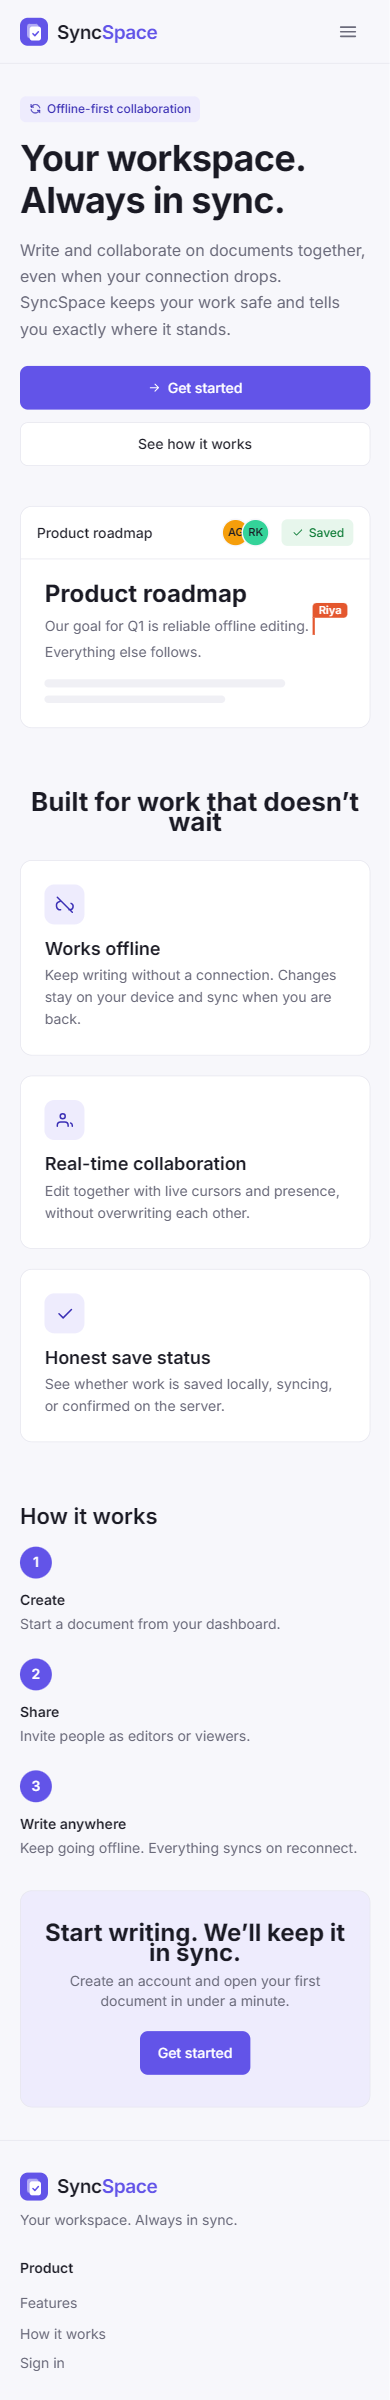 SyncSpace
Offline-first collaboration
Your workspace.
Always in sync.
Write and collaborate on documents together,
even when your connection drops.
SyncSpace keeps your work safe and tells
you exactly where it stands.
→ Get started
See how it works
Product roadmap
AG RK
Saved
Product roadmap
Our goal for Q1 is reliable offline editing.
Riya
Everything else follows.
Built for work that doesn’t
wait
Works offline
Keep writing without a connection. Changes
stay on your device and sync when you are
back.
Real-time collaboration
Edit together with live cursors and presence,
without overwriting each other.
Honest save status
See whether work is saved locally, syncing,
or confirmed on the server.
How it works
1
Create
Start a document from your dashboard.
2
Share
Invite people as editors or viewers.
3
Write anywhere
Keep going offline. Everything syncs on reconnect.
Start writing. We’ll keep it
in sync.
Create an account and open your first
document in under a minute.
Get started
SyncSpace
Your workspace. Always in sync.
Product
Features
How it works
Sign in